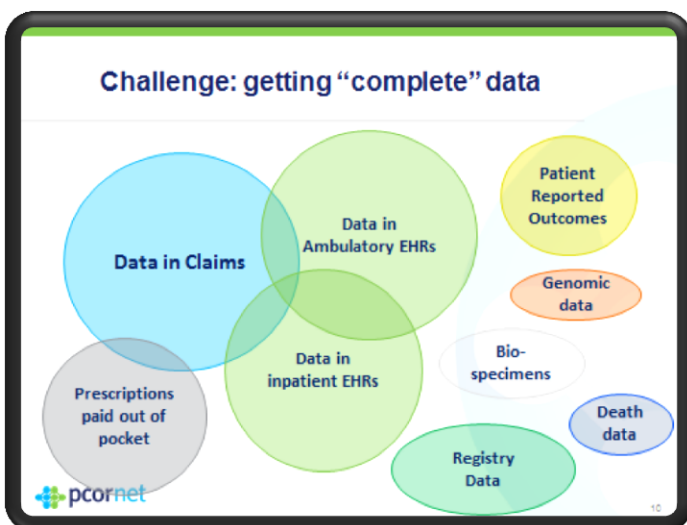 Challenge: getting “complete” data
Data in Claims
Data in
Ambulatory EHRs
Patient
Reported
Outcomes
Genomic
data
Data in
inpatient EHRs
Bio-
specimens
Prescriptions
paid out of
pocket
Death
data
Registry
Data
pcornet
10